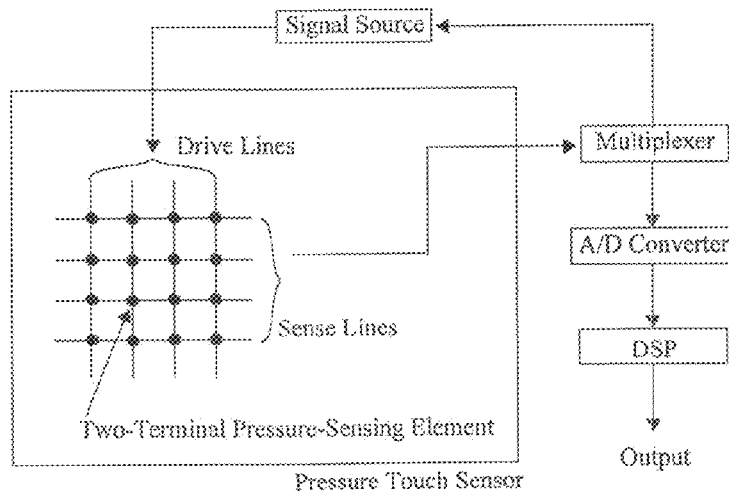 Signal Source
Drive Lines
Multiplexer
A/D Converter
Sense Lines
DSP
Two-Terminal Pressure-Sensing Element
Output
Pressure Touch Sensor